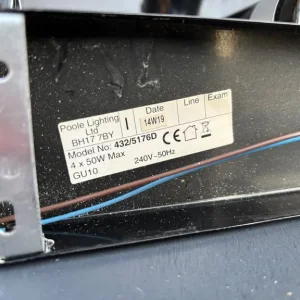 Poole Lighting Ltd
BH17 7BY
I
Date
14W19
Line
Exam
Model No: 432/5176D
CE
4 x 50W Max
240V~50Hz
GU10